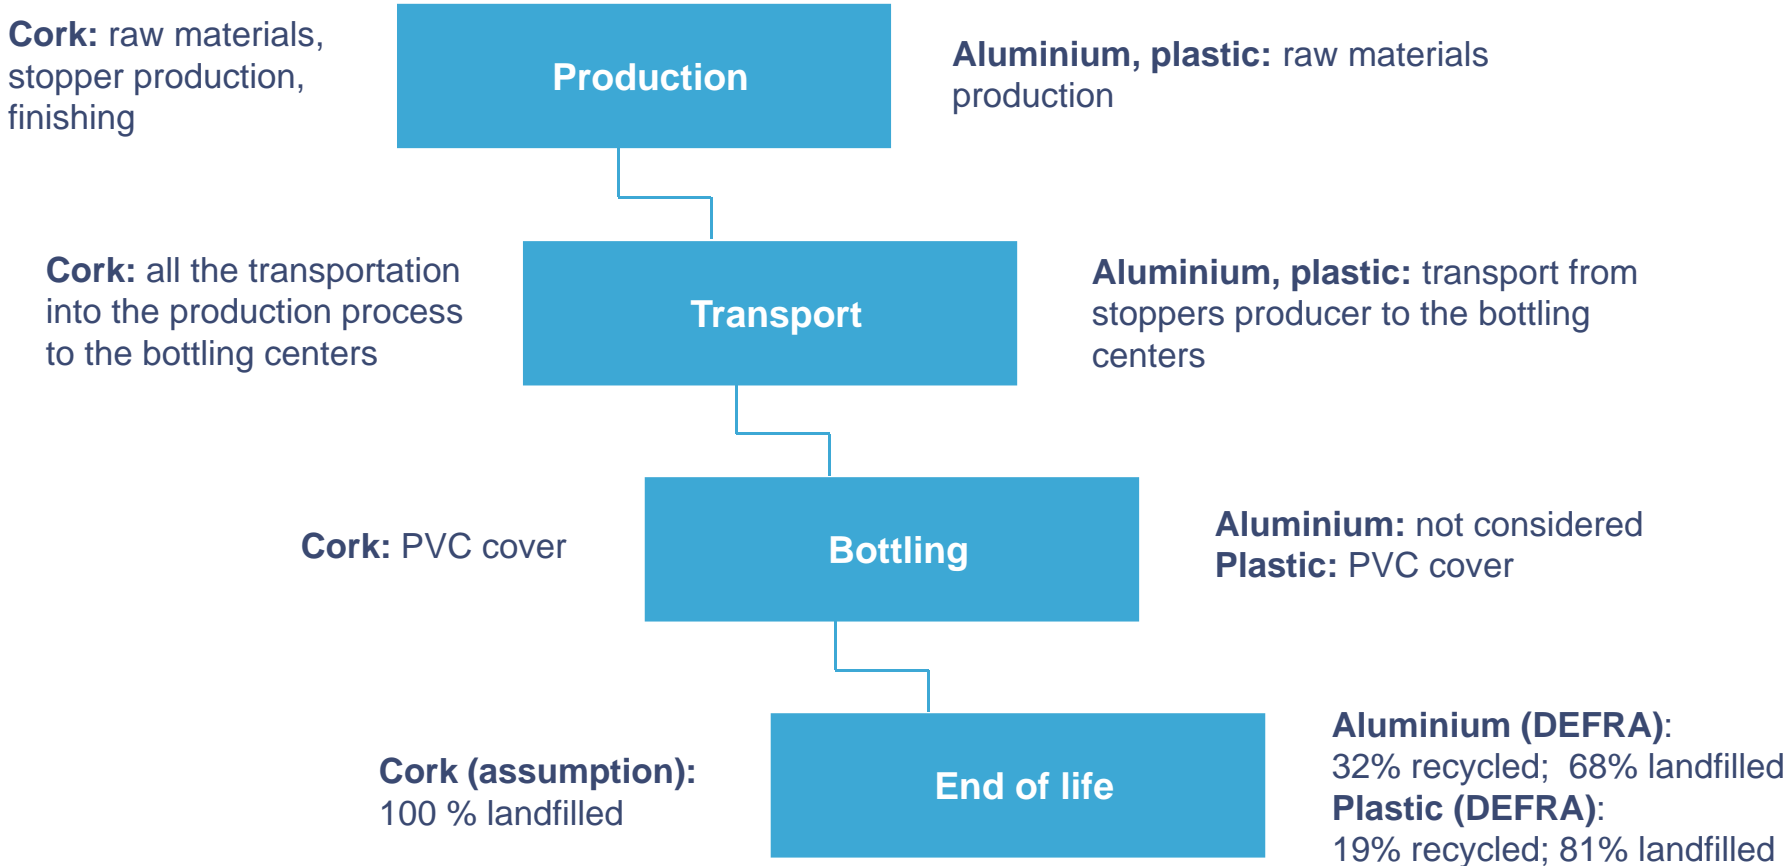 Cork: raw materials,
stopper production,
finishing
Production
Aluminium, plastic: raw materials
production
Cork: all the transportation
into the production process
to the bottling centers
Transport
Aluminium, plastic: transport from
stoppers producer to the bottling
centers
Cork: PVC cover
Bottling
Aluminium: not considered
Plastic: PVC cover
Cork (assumption):
100 % landfilled
End of life
Aluminium (DEFRA):
32% recycled; 68% landfilled
Plastic (DEFRA):
19% recycled; 81% landfilled